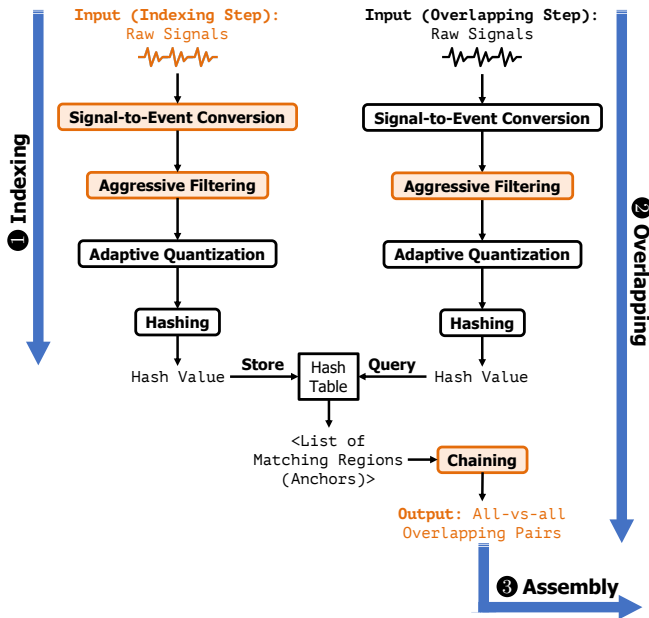 Input (Indexing Step):
Raw Signals
Signal-to-Event Conversion
Aggressive Filtering
Adaptive Quantization
Hashing
Hash Value
❶ Indexing
Input (Overlapping Step):
Raw Signals
Signal-to-Event Conversion
Aggressive Filtering
Adaptive Quantization
Hashing
Hash Value
❷ Overlapping
Store
Hash
Table
Query
<List of
Matching Regions
(Anchors)>
Chaining
Output: All-vs-all
Overlapping Pairs
❸ Assembly